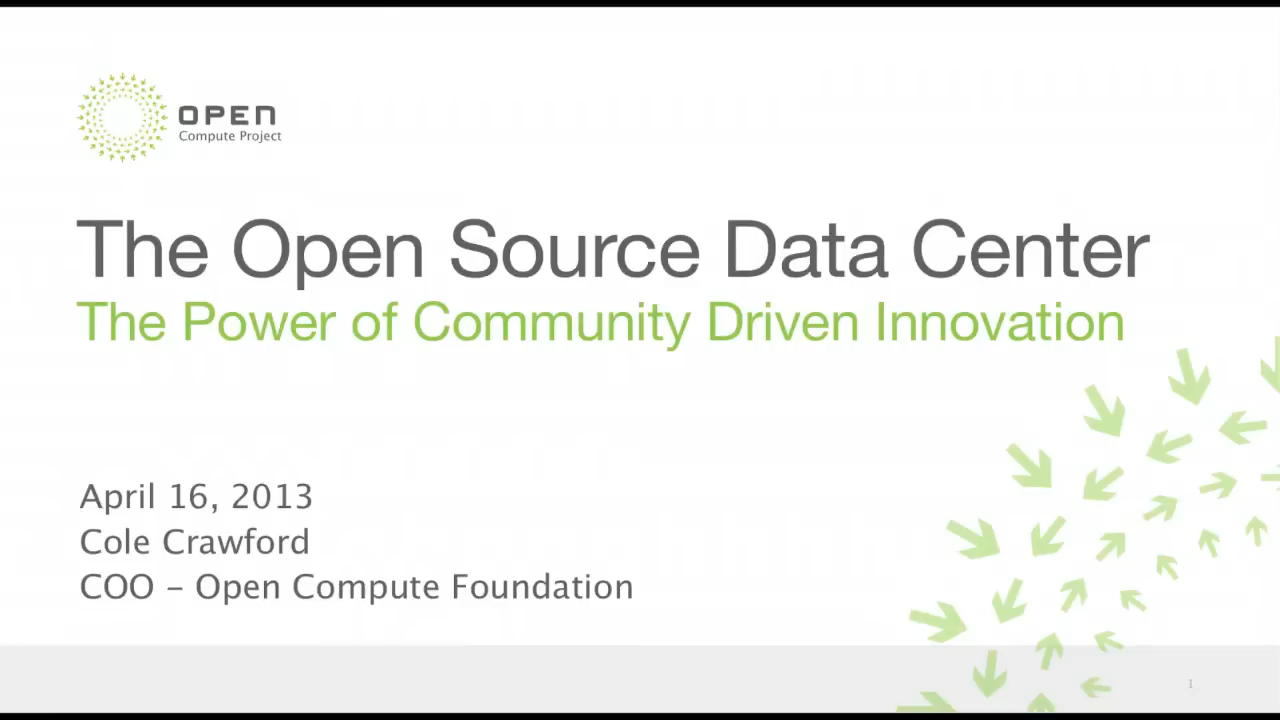 OPEN
Compute Project
The Open Source Data Center
The Power of Community Driven Innovation
April 16, 2013
Cole Crawford
COO – Open Compute Foundation
1